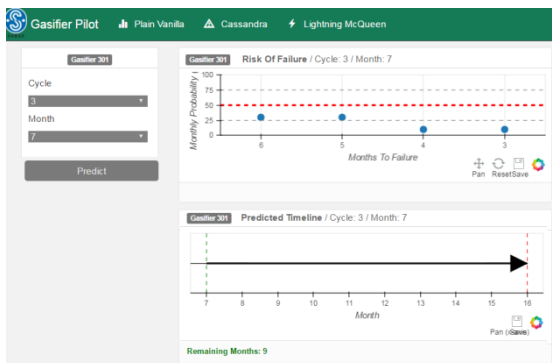 Gasifier Pilot Plain Vanilla Cassandra Lightning McQueen
Gasifier 301
Cycle
3
Month
7
Predict
Gasifier 301 Risk Of Failure / Cycle: 3 / Month: 7
Monthly Probability (
100
75
50
25
0
6 5 4 3
Months To Failure
Pan Reset Save
Gasifier 301 Predicted Timeline / Cycle: 3 / Month: 7
7 8 9 10 11 12 13 14 15 16
Month
Pan
Remaining Months: 9